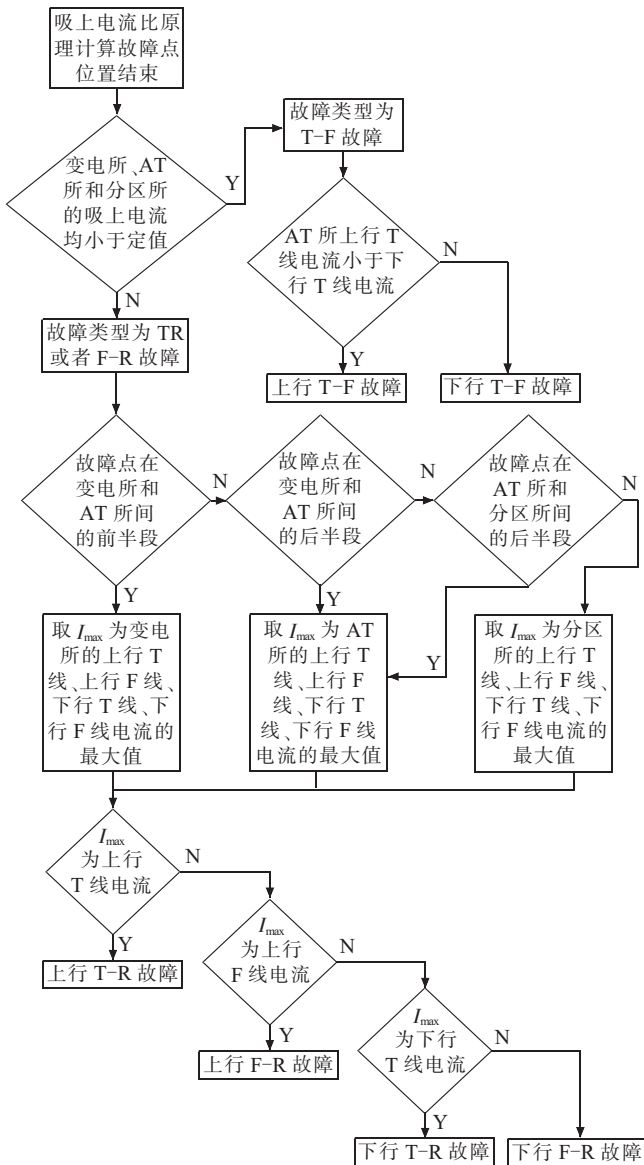 吸上电流比原
理计算故障点
位置结束
故障类型为
T-F 故障
变电所、AT
所和分区所
的吸上电流
均小于定值
Y
AT 所上行 T
线电流小于下
行 T 线电流
N
N
Y
故障类型为 TR
或者 F-R 故障
上行 T-F 故障
下行 T-F 故障
故障点在
变电所和
AT 所间
的前半段
N
故障点在
变电所和
AT 所间
的后半段
N
故障点在
AT 所和
分区所间
的后半段
N
Y
Y
Y
取 Imax 为变电
所的上行 T
线、上行 F 线、
下行 T 线、下
行 F 线电流的
最大值
取 Imax 为 AT
所的上行 T
线、上行 F
线、下行 T
线、下行 F 线
电流的最大值
取 Imax 为分区
所的上行 T
线、上行 F 线、
下行 T 线、下
行 F 线电流的
最大值
Imax
为上行
T 线电流
N
Y
上行 T-R 故障
Imax
为上行
F 线电流
N
Y
上行 F-R 故障
Imax
为下行
T 线电流
N
Y
下行 T-R 故障
下行 F-R 故障